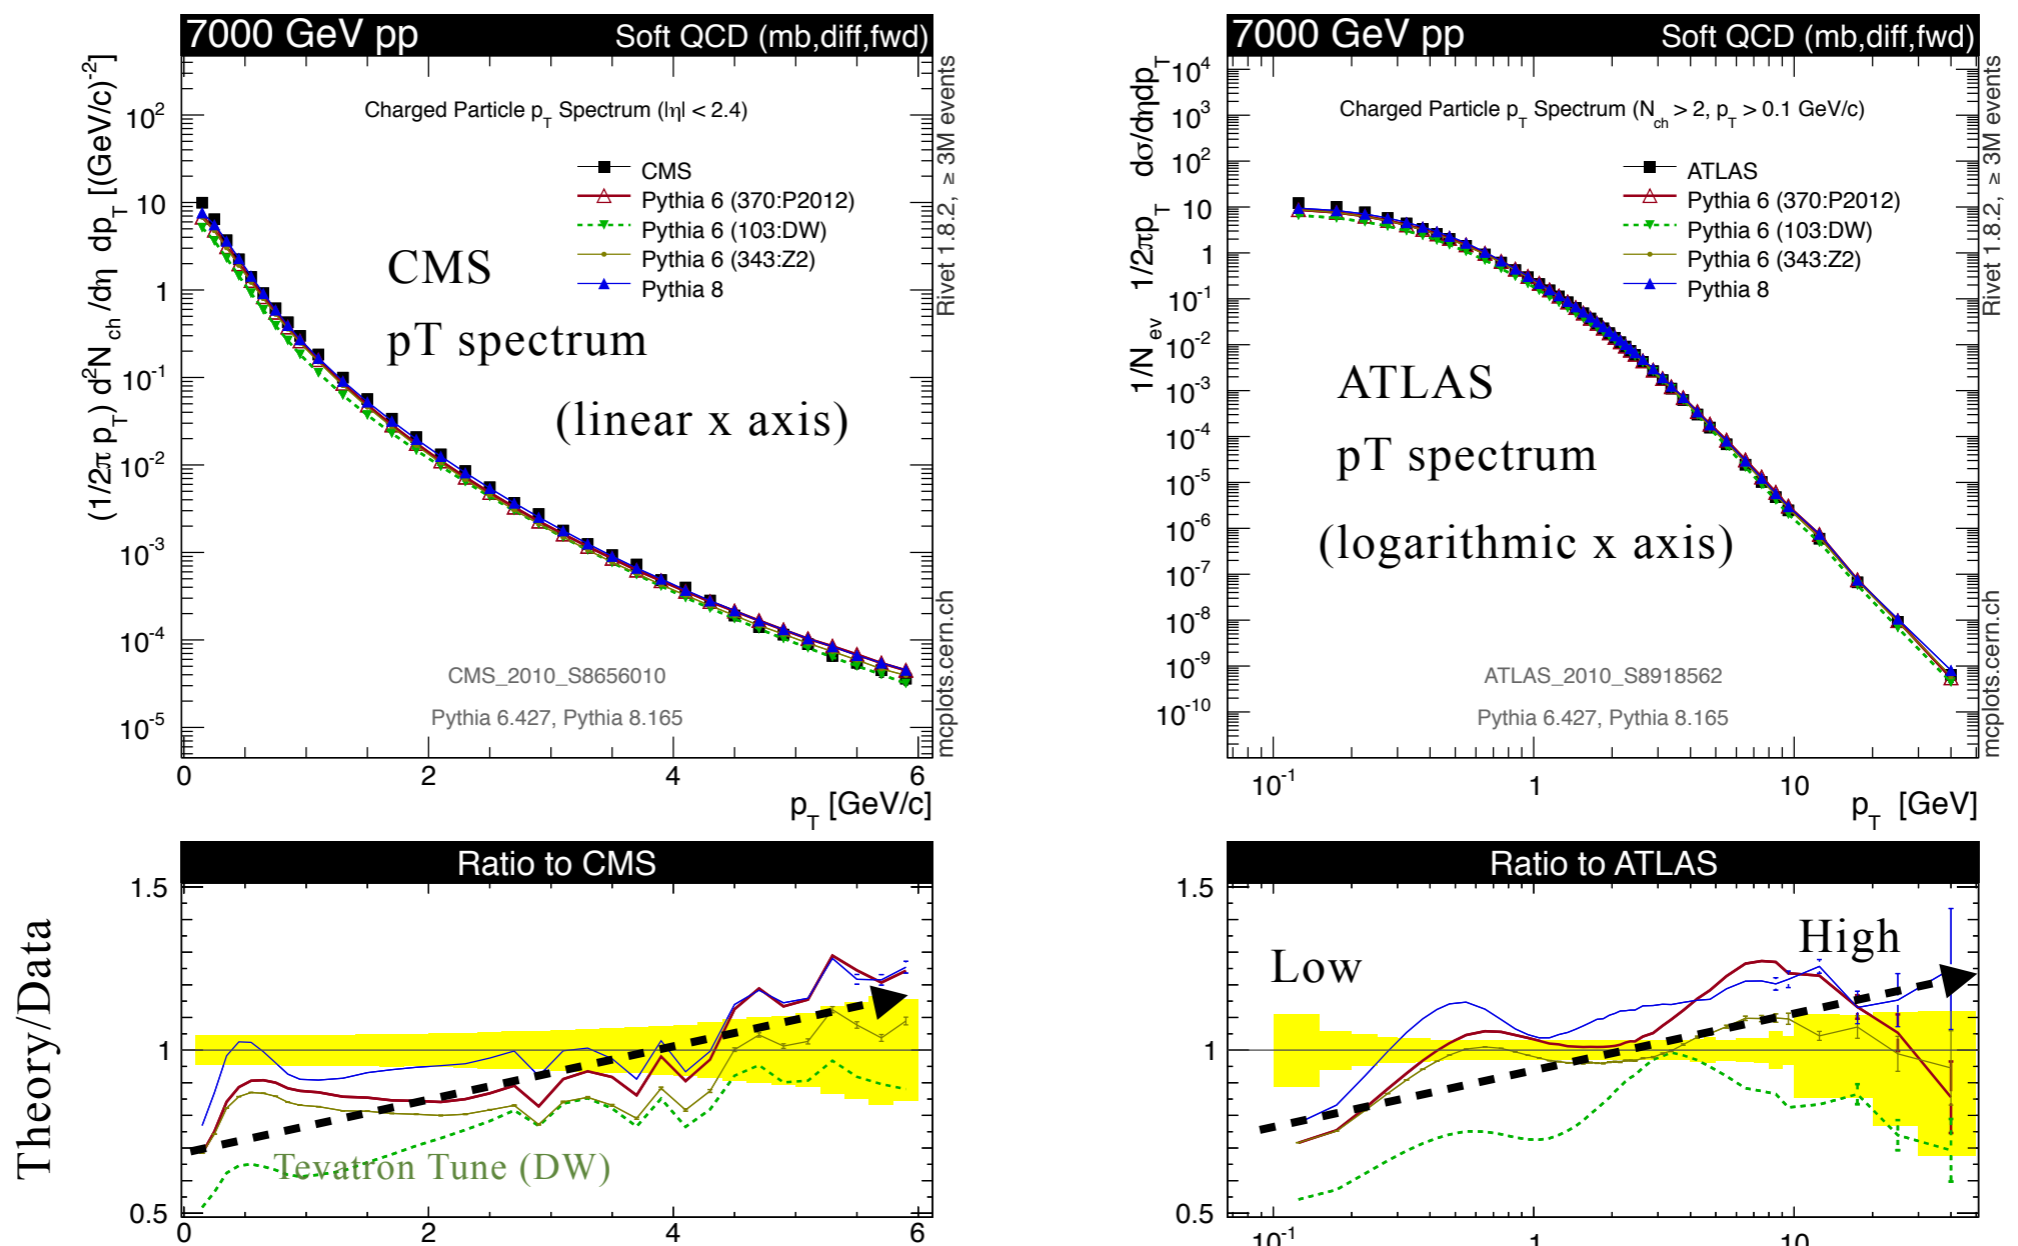 7000 GeV pp Soft QCD (mb,diff,fwd)
(1/2π p_T) d²N_ch/dη dp_T [(GeV/c)⁻²]
Charged Particle p_T Spectrum (|η| < 2.4)
CMS
Pythia 6 (370:P2012)
Pythia 6 (103:DW)
Pythia 6 (343:Z2)
Pythia 8
CMS
pT spectrum
(linear x axis)
10²
10
1
10⁻¹
10⁻²
10⁻³
10⁻⁴
10⁻⁵
CMS_2010_S8656010
Pythia 6.427, Pythia 8.165
0 2 4 6
p_T [GeV/c]
Rivet 1.8.2, ≥ 3M events
mcplots.cern.ch
Ratio to CMS
Theory/Data
1.5
1
0.5
Tevatron Tune (DW)
0 2 4 6
7000 GeV pp Soft QCD (mb,diff,fwd)
1/N_ev 1/2πp_T dσ/dηdp_T
Charged Particle p_T Spectrum (N_ch > 2, p_T > 0.1 GeV/c)
ATLAS
Pythia 6 (370:P2012)
Pythia 6 (103:DW)
Pythia 6 (343:Z2)
Pythia 8
ATLAS
pT spectrum
(logarithmic x axis)
10⁴
10³
10²
10
1
10⁻¹
10⁻²
10⁻³
10⁻⁴
10⁻⁵
10⁻⁶
10⁻⁷
10⁻⁸
10⁻⁹
10⁻¹⁰
ATLAS_2010_S8918562
Pythia 6.427, Pythia 8.165
10⁻¹ 1 10
p_T [GeV]
Rivet 1.8.2, ≥ 3M events
mcplots.cern.ch
Ratio to ATLAS
1.5
1
0.5
Low
High
10⁻¹ 1 10